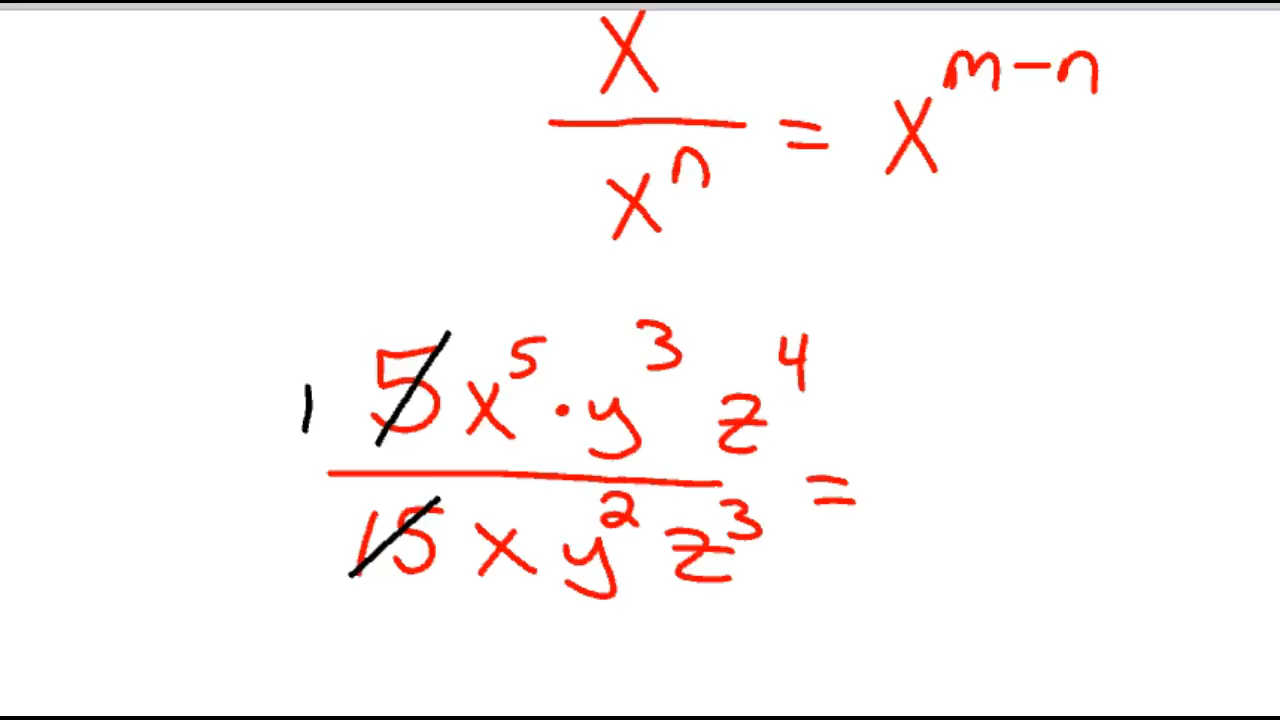 x
― = x^{m-n}
x^n
1 5x^5 · y^3 z^4
― =
15 x y^2 z^3